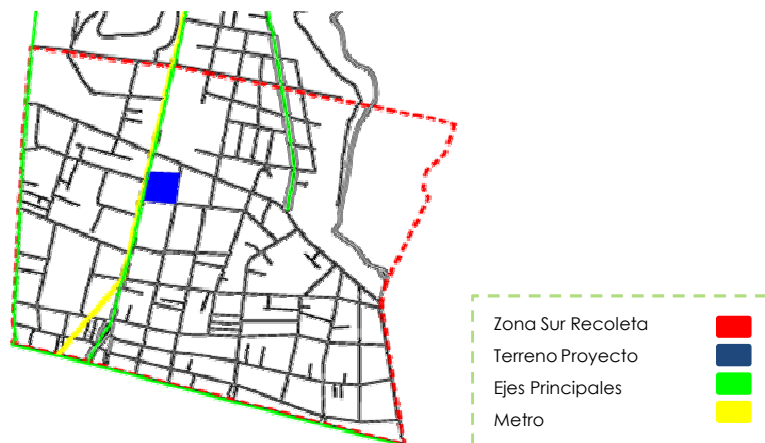 Zona Sur Recoleta
Terreno Proyecto
Ejes Principales
Metro